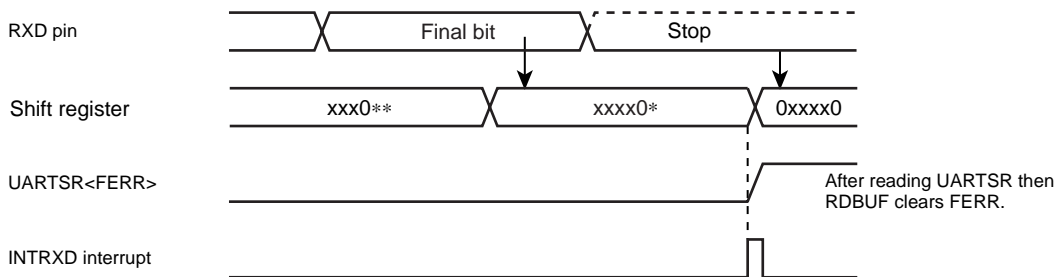 RXD pin
Final bit
Stop
Shift register
xxx0**
xxxx0*
0xxxx0
UARTSR<FERR>
After reading UARTSR then
RDBUF clears FERR.
INTRXD interrupt